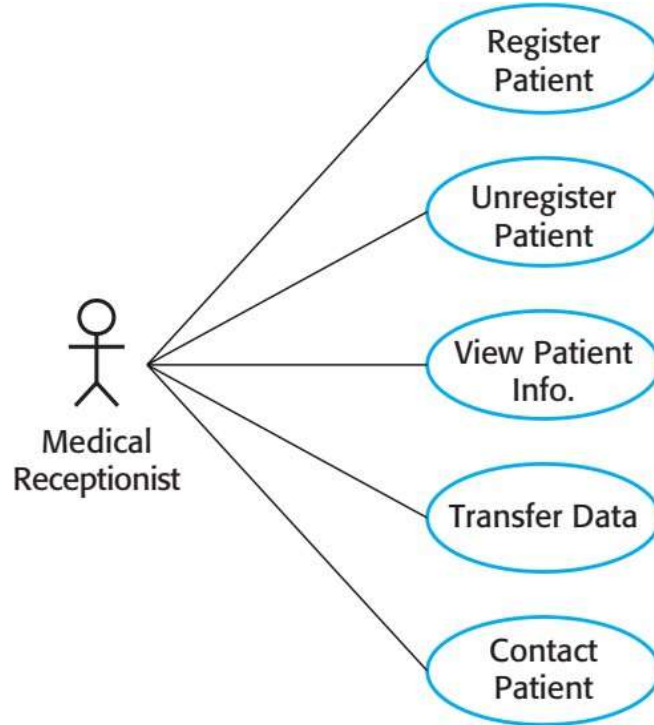 Register
Patient
Unregister
Patient
View Patient
Info.
Medical
Receptionist
Transfer Data
Contact
Patient